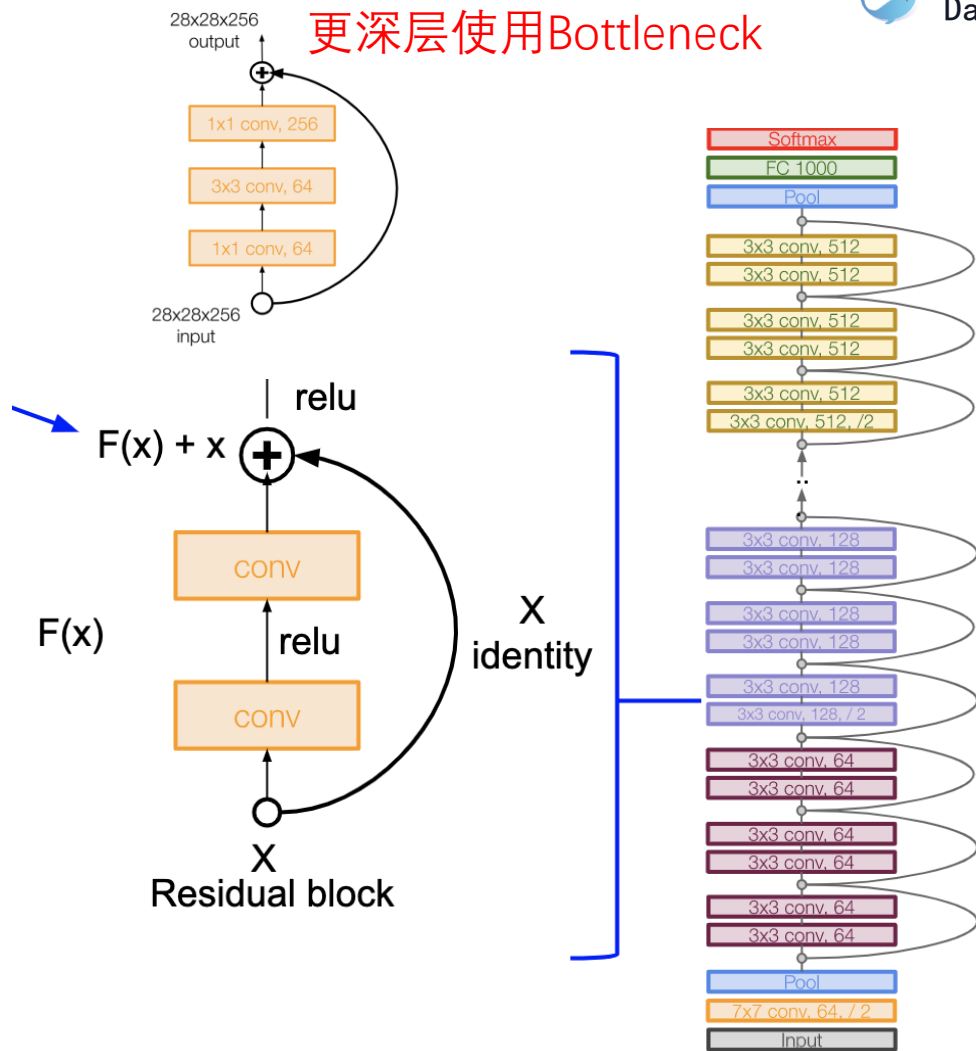 更深层使用Bottleneck
Da
28x28x256
output
1x1 conv, 256
3x3 conv, 64
1x1 conv, 64
28x28x256
input
relu
F(x) + x
conv
F(x)
relu
X
identity
conv
X
Residual block
Softmax
FC 1000
Pool
3x3 conv, 512
3x3 conv, 512
3x3 conv, 512
3x3 conv, 512
3x3 conv, 512
3x3 conv, 512, /2
..
3x3 conv, 128
3x3 conv, 128
3x3 conv, 128
3x3 conv, 128
3x3 conv, 128
3x3 conv, 128, / 2
3x3 conv, 64
3x3 conv, 64
3x3 conv, 64
3x3 conv, 64
3x3 conv, 64
3x3 conv, 64
Pool
7x7 conv, 64, / 2
Input